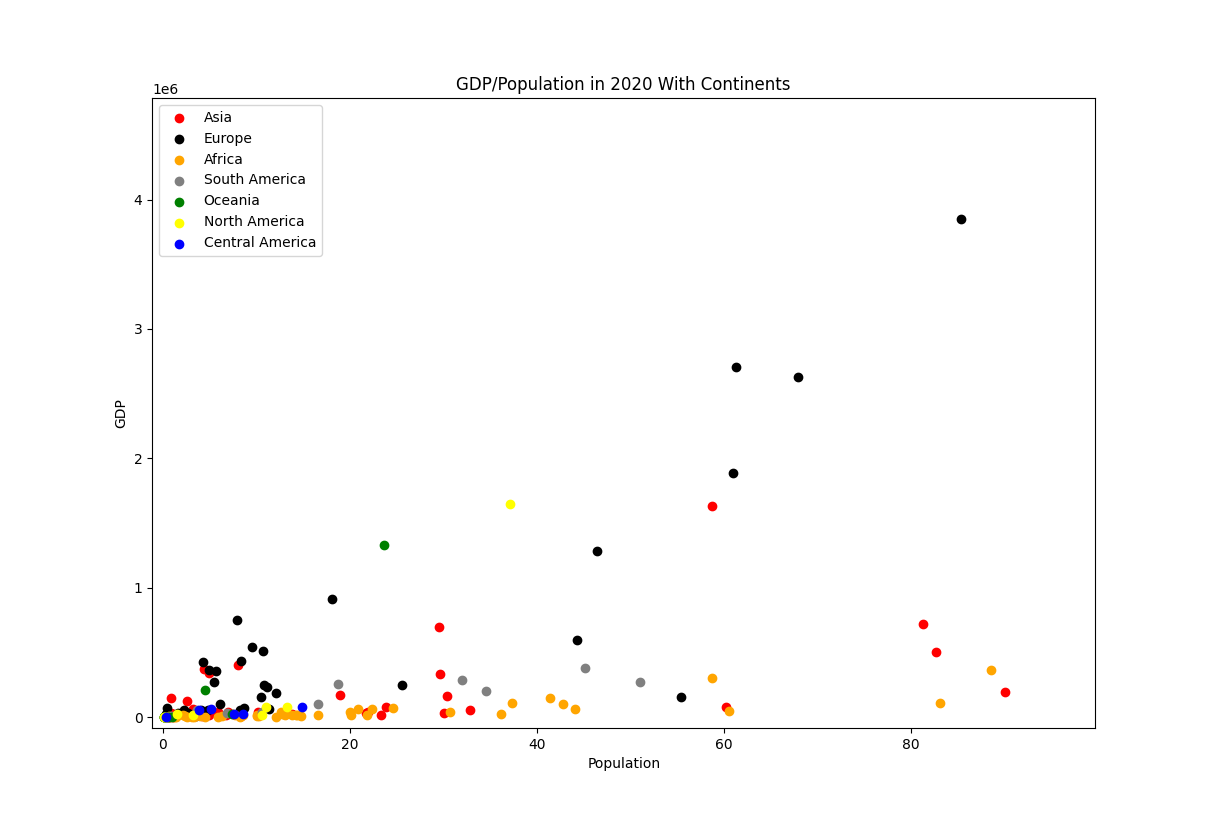 GDP/Population in 2020 With Continents
1e6
Asia
Europe
Africa
South America
Oceania
North America
Central America
4
3
2
1
0
GDP
0 20 40 60 80
Population